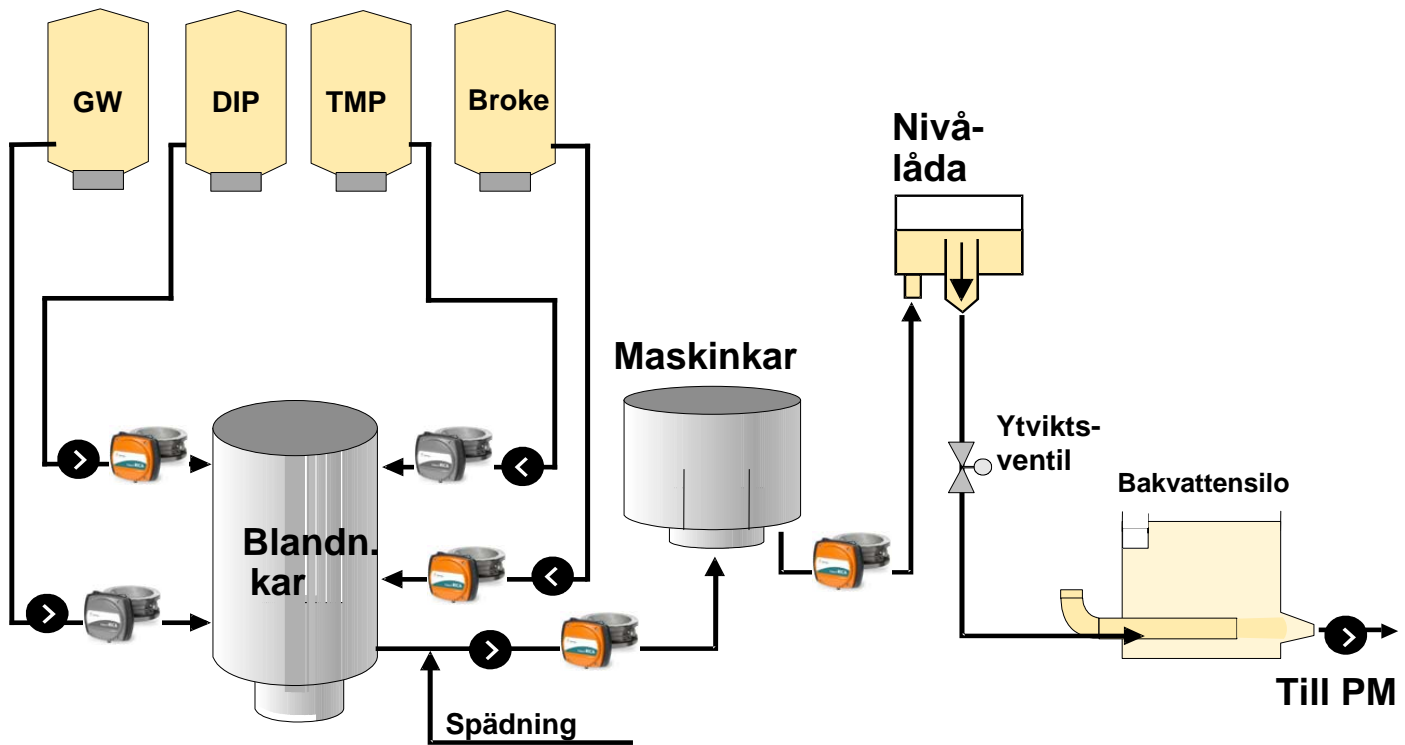 GW
DIP
TMP
Broke
Nivå-
låda
Maskinkar
Ytvikts-
ventil
Bakvattensilo
Blandn.
kar
Till PM
Spädning